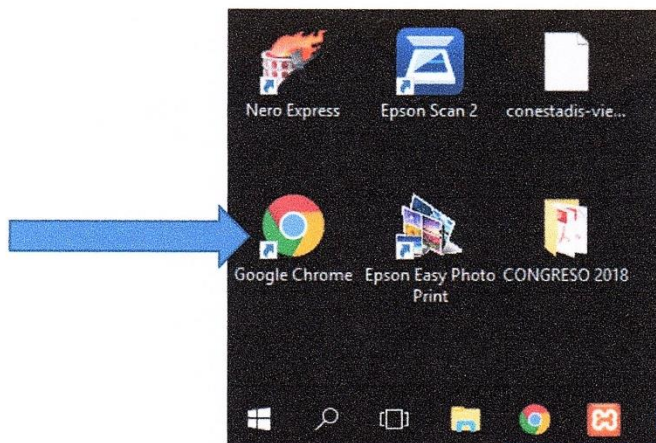 Nero Express
Epson Scan 2
conestadis-vie...
Google Chrome
Epson Easy Photo
Print
CONGRESO 2018